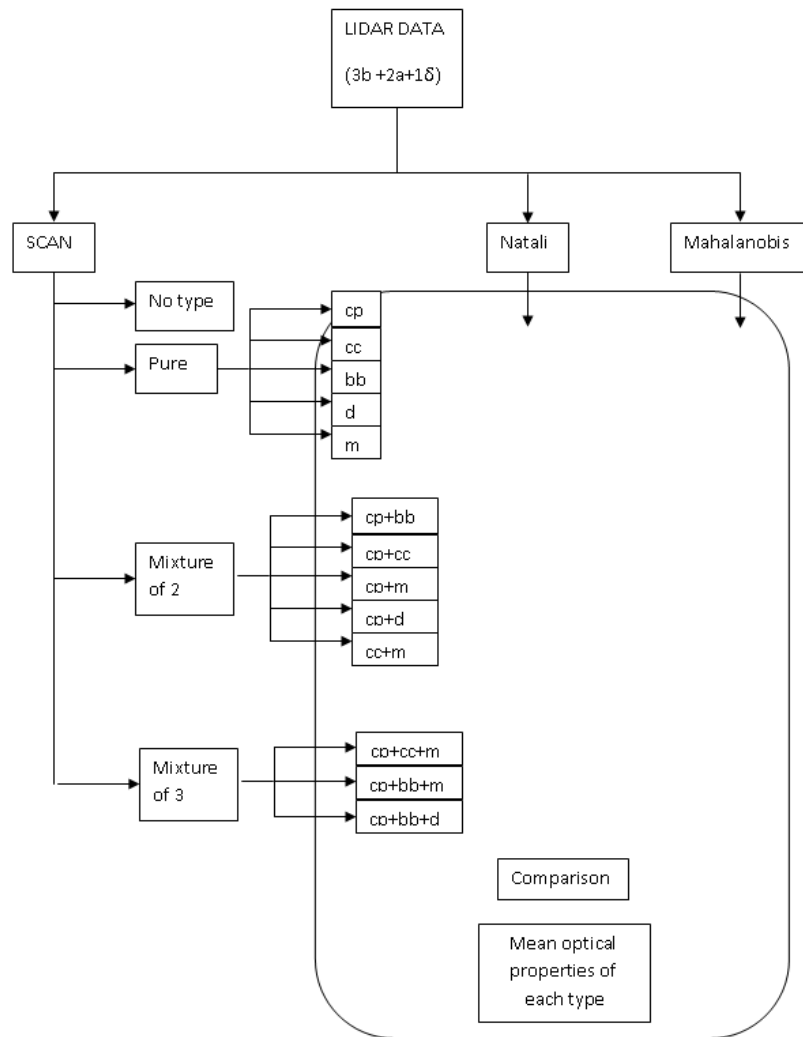 LIDAR DATA
(3b +2a+1δ)
SCAN
Natali
Mahalanobis
No type
Pure
cp
cc
bb
d
m
Mixture
of 2
cp+bb
cp+cc
cp+m
cp+d
cc+m
Mixture
of 3
cp+cc+m
cp+bb+m
cp+bb+d
Comparison
Mean optical
properties of
each type